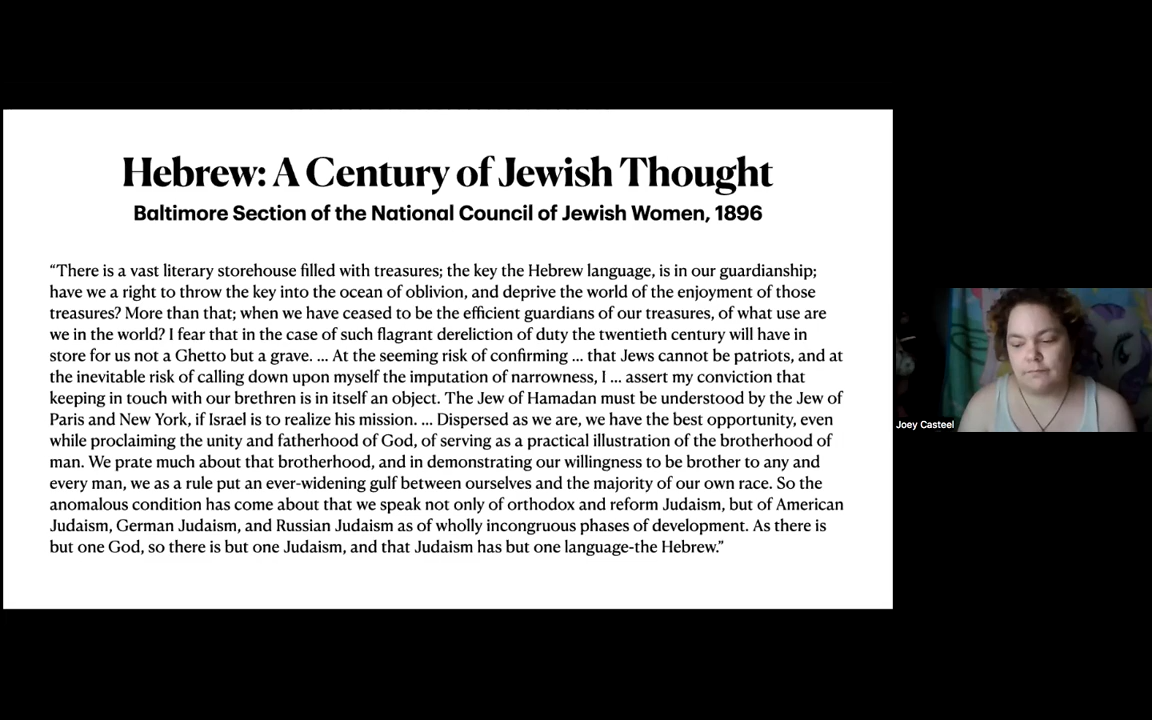 Hebrew: A Century of Jewish Thought
Baltimore Section of the National Council of Jewish Women, 1896
“There is a vast literary storehouse filled with treasures; the key the Hebrew language, is in our guardianship;
have we a right to throw the key into the ocean of oblivion, and deprive the world of the enjoyment of those
treasures? More than that; when we have ceased to be the efficient guardians of our treasures, of what use are
we in the world? I fear that in the case of such flagrant dereliction of duty the twentieth century will have in
store for us not a Ghetto but a grave. ... At the seeming risk of confirming ... that Jews cannot be patriots, and at
the inevitable risk of calling down upon myself the imputation of narrowness, I ... assert my conviction that
keeping in touch with our brethren is in itself an object. The Jew of Hamadan must be understood by the Jew of
Paris and New York, if Israel is to realize his mission. ... Dispersed as we are, we have the best opportunity, even
while proclaiming the unity and fatherhood of God, of serving as a practical illustration of the brotherhood of
man. We prate much about that brotherhood, and in demonstrating our willingness to be brother to any and
every man, we as a rule put an ever-widening gulf between ourselves and the majority of our own race. So the
anomalous condition has come about that we speak not only of orthodox and reform Judaism, but of American
Judaism, German Judaism, and Russian Judaism as of wholly incongruous phases of development. As there is
but one God, so there is but one Judaism, and that Judaism has but one language-the Hebrew.”
Joey Casteel